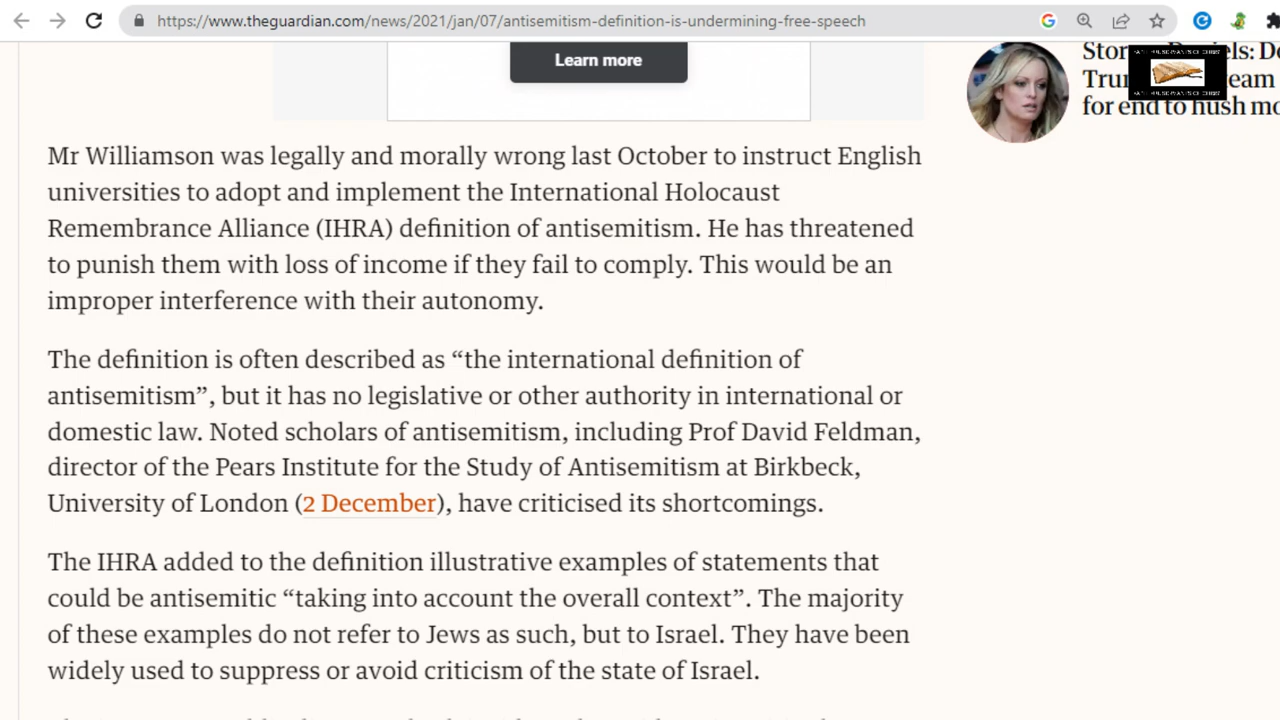 https://www.theguardian.com/news/2021/jan/07/antisemitism-definition-is-undermining-free-speech
Learn more
for end to hush
Mr Williamson was legally and morally wrong last October to instruct English
universities to adopt and implement the International Holocaust
Remembrance Alliance (IHRA) definition of antisemitism. He has threatened
to punish them with loss of income if they fail to comply. This would be an
improper interference with their autonomy.
The definition is often described as “the international definition of
antisemitism”, but it has no legislative or other authority in international or
domestic law. Noted scholars of antisemitism, including Prof David Feldman,
director of the Pears Institute for the Study of Antisemitism at Birkbeck,
University of London (2 December), have criticised its shortcomings.
The IHRA added to the definition illustrative examples of statements that
could be antisemitic “taking into account the overall context”. The majority
of these examples do not refer to Jews as such, but to Israel. They have been
widely used to suppress or avoid criticism of the state of Israel.